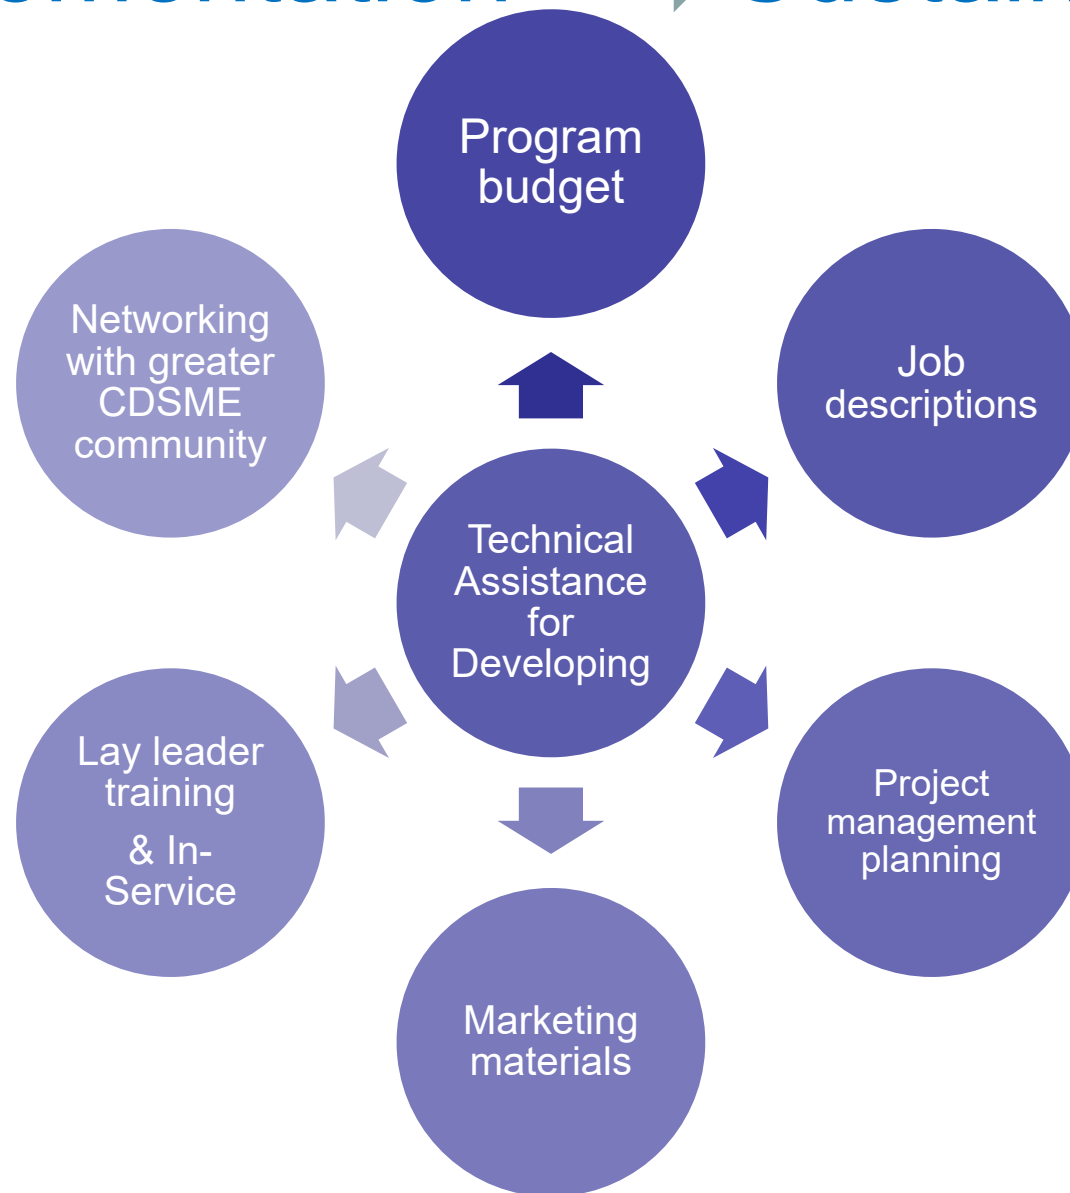 Program
budget
Job
descriptions
Project
management
planning
Marketing
materials
Lay leader
training
& In-
Service
Networking
with greater
CDSME
community
Technical
Assistance
for
Developing